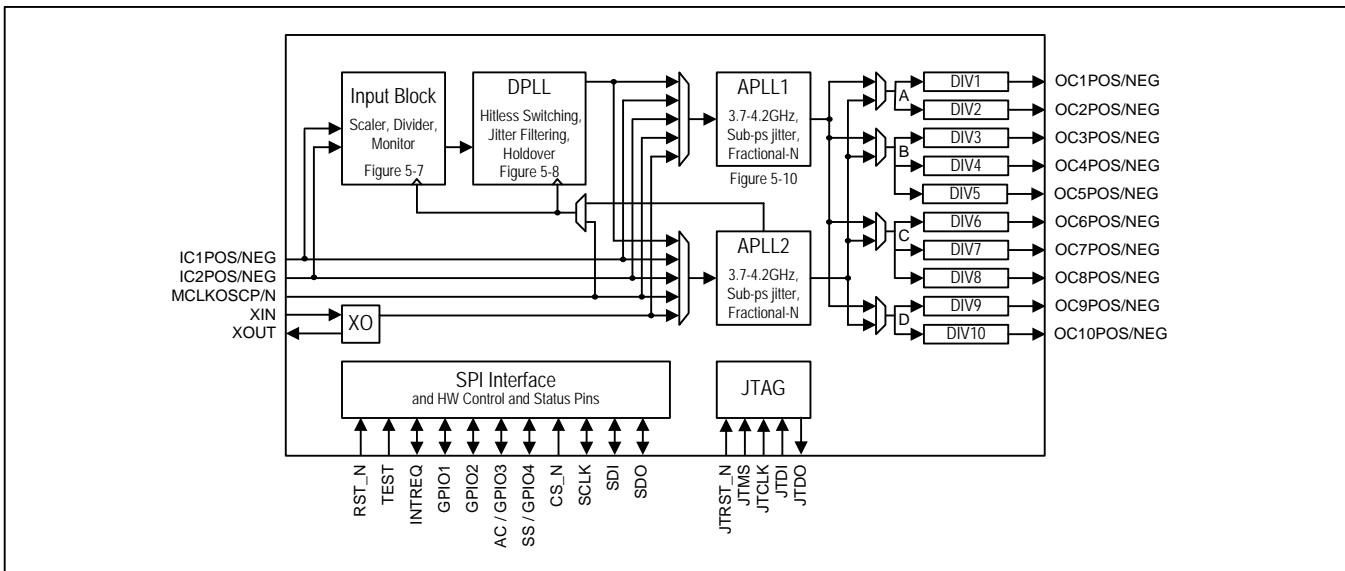 Input Block
Scaler, Divider,
Monitor
Figure 5-7
DPLL
Hitless Switching,
Jitter Filtering,
Holdover
Figure 5-8
APLL1
3.7-4.2GHz,
Sub-ps jitter,
Fractional-N
Figure 5-10
APLL2
3.7-4.2GHz,
Sub-ps jitter,
Fractional-N
A
B
C
D
DIV1
DIV2
DIV3
DIV4
DIV5
DIV6
DIV7
DIV8
DIV9
DIV10
OC1POS/NEG
OC2POS/NEG
OC3POS/NEG
OC4POS/NEG
OC5POS/NEG
OC6POS/NEG
OC7POS/NEG
OC8POS/NEG
OC9POS/NEG
OC10POS/NEG
IC1POS/NEG
IC2POS/NEG
MCLKOSCP/N
XIN
XOUT
XO
SPI Interface
and HW Control and Status Pins
JTAG
RST_N
TEST
INTREQ
GPIO1
GPIO2
AC / GPIO3
SS / GPIO4
CS_N
SCLK
SDI
SDO
JTRST_N
JTMS
JTCLK
JTDI
JTDO